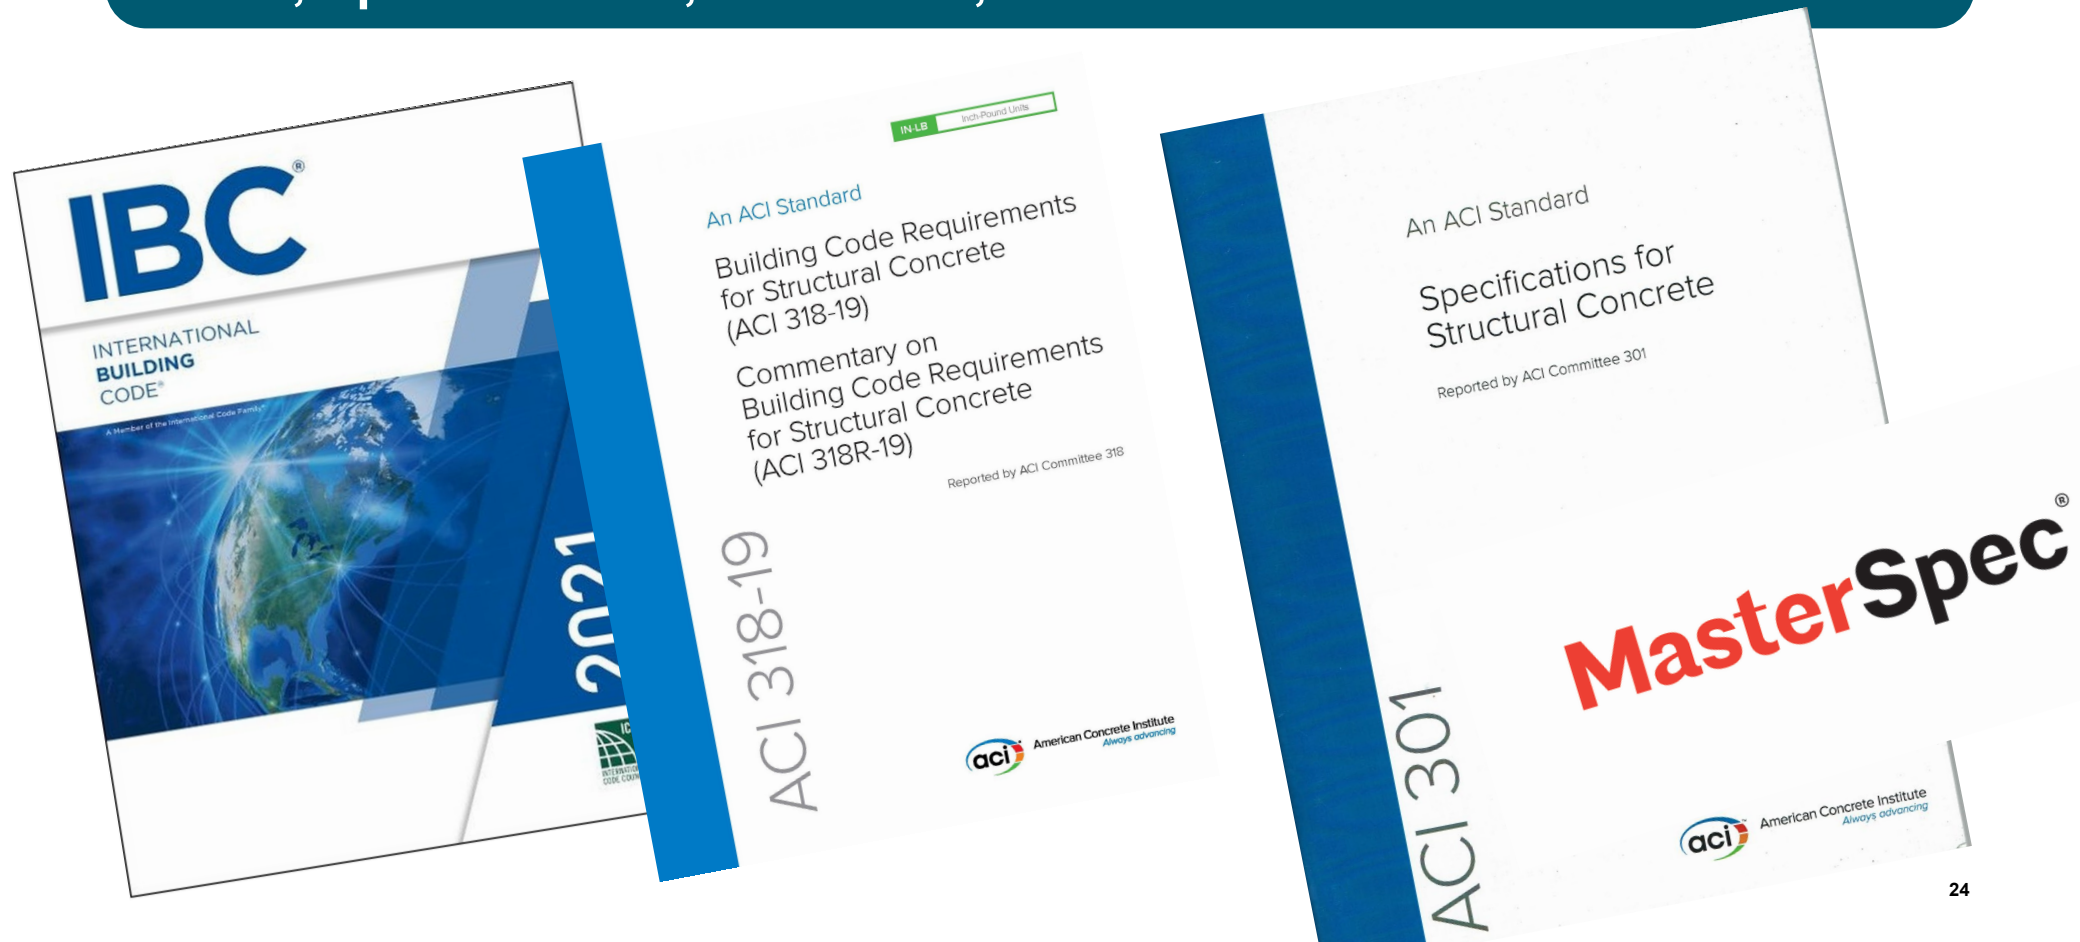 IBC®
INTERNATIONAL
BUILDING
CODE®
A Member of the International Code Family®
2021
IN-LB Inch-Pound Units
An ACI Standard
Building Code Requirements
for Structural Concrete
(ACI 318-19)
Commentary on
Building Code Requirements
for Structural Concrete
(ACI 318R-19)
Reported by ACI Committee 318
ACI 318-19
aci American Concrete Institute
Always advancing
An ACI Standard
Specifications for
Structural Concrete
Reported by ACI Committee 301
ACI 301
MasterSpec®
aci American Concrete Institute
Always advancing
24